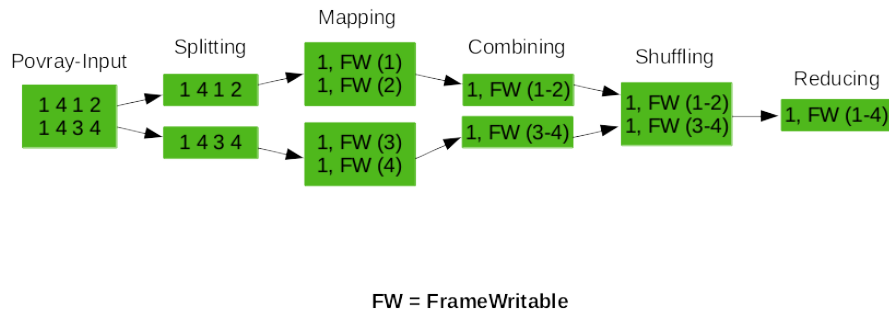 Povray-Input
1 4 1 2
1 4 3 4
Splitting
1 4 1 2
1 4 3 4
Mapping
1, FW (1)
1, FW (2)
1, FW (3)
1, FW (4)
Combining
1, FW (1-2)
1, FW (3-4)
Shuffling
1, FW (1-2)
1, FW (3-4)
Reducing
1, FW (1-4)
FW = FrameWritable